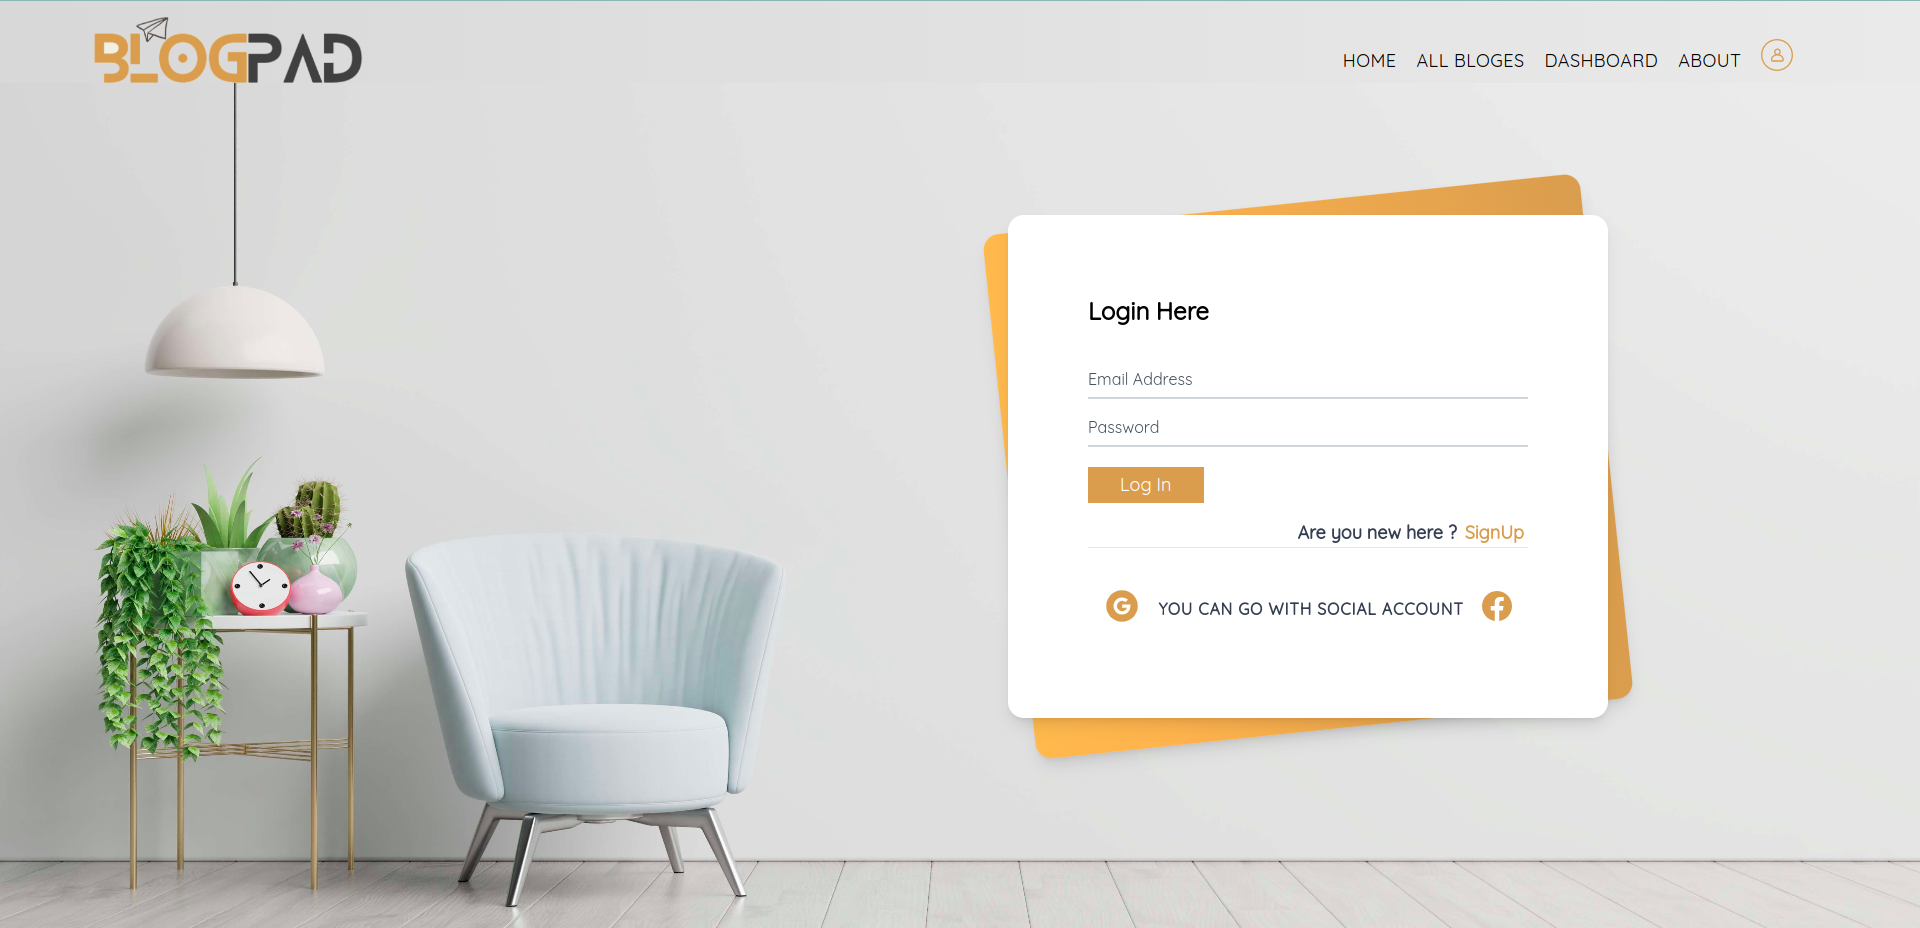 BLOGPAD
HOME ALL BLOGES DASHBOARD ABOUT
Login Here
Email Address
Password
Log In
Are you new here ? SignUp
G YOU CAN GO WITH SOCIAL ACCOUNT f